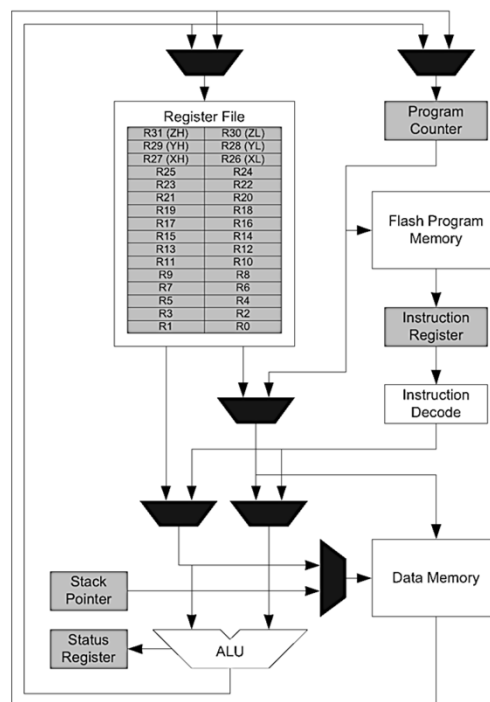 Register File
R31 (ZH) R30 (ZL)
R29 (YH) R28 (YL)
R27 (XH) R26 (XL)
R25 R24
R23 R22
R21 R20
R19 R18
R17 R16
R15 R14
R13 R12
R11 R10
R9 R8
R7 R6
R5 R4
R3 R2
R1 R0
Program
Counter
Flash Program
Memory
Instruction
Register
Instruction
Decode
Stack
Pointer
Data Memory
Status
Register
ALU